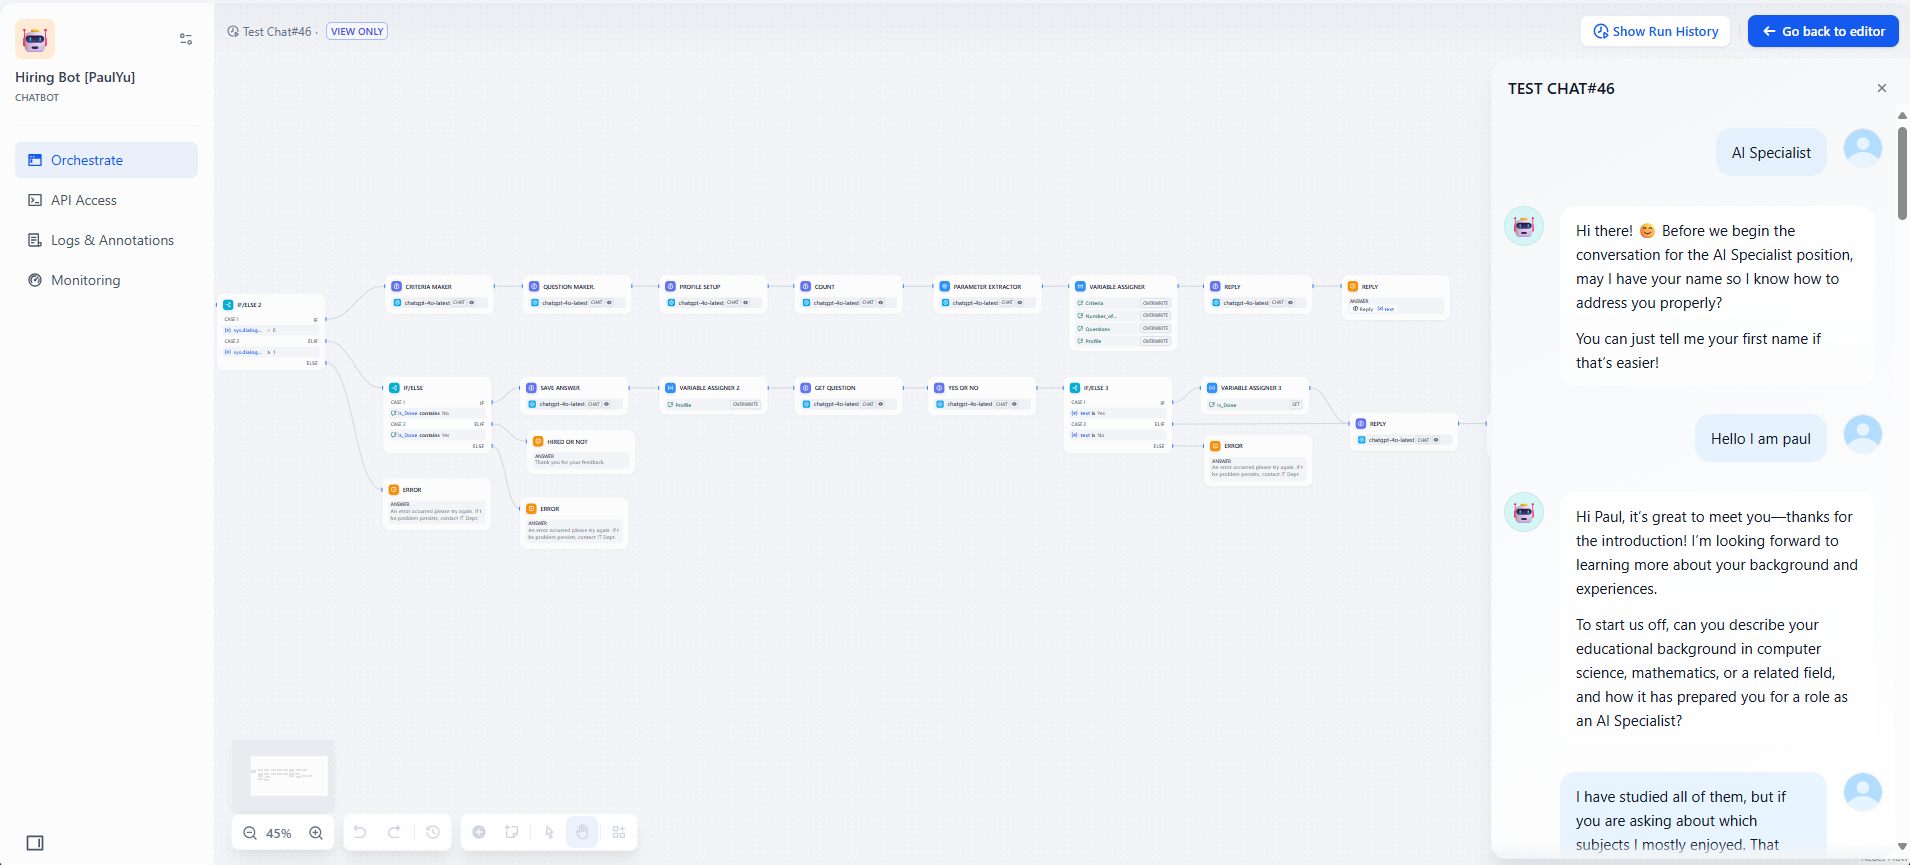 Hiring Bot [PaulYu]
CHATBOT
Orchestrate
API Access
Logs & Annotations
Monitoring
Test Chat#46 ·
VIEW ONLY
Show Run History
Go back to editor
IF/ELSE 2
CASE 1 IF
{x} sys.dialog... = 0
CASE 2 ELIF
{x} sys.dialog... ≥ 1
ELSE
CRITERIA MAKER
chatgpt-4o-latest CHAT
QUESTION MAKER.
chatgpt-4o-latest CHAT
PROFILE SETUP
chatgpt-4o-latest CHAT
COUNT
chatgpt-4o-latest CHAT
PARAMETER EXTRACTOR
chatgpt-4o-latest CHAT
VARIABLE ASSIGNER
Criteria OVERWRITE
Number_of... OVERWRITE
Questions OVERWRITE
Profile OVERWRITE
REPLY
chatgpt-4o-latest CHAT
REPLY
ANSWER
Reply {x} text
IF/ELSE
CASE 1 IF
Is_Done contains No
CASE 2 ELIF
Is_Done contains Yes
ELSE
SAVE ANSWER
chatgpt-4o-latest CHAT
VARIABLE ASSIGNER 2
Profile OVERWRITE
GET QUESTION
chatgpt-4o-latest CHAT
YES OR NO
chatgpt-4o-latest CHAT
IF/ELSE 3
CASE 1 IF
{x} text is Yes
CASE 2 ELIF
{x} text is No
ELSE
VARIABLE ASSIGNER 3
Is_Done SET
REPLY
chatgpt-4o-latest CHAT
HIRED OR NOT
ANSWER
Thank you for your feedback.
ERROR
ANSWER
An error occurred please try again. If t
he problem persists, contact IT Dept.
ERROR
ANSWER
An error occurred please try again. If t
he problem persists, contact IT Dept.
ERROR
ANSWER
An error occurred please try again. If t
he problem persists, contact IT Dept.
45%
TEST CHAT#46
AI Specialist
Hi there! 😊 Before we begin the
conversation for the AI Specialist position,
may I have your name so I know how to
address you properly?
You can just tell me your first name if
that’s easier!
Hello I am paul
Hi Paul, it’s great to meet you—thanks for
the introduction! I’m looking forward to
learning more about your background and
experiences.
To start us off, can you describe your
educational background in computer
science, mathematics, or a related field,
and how it has prepared you for a role as
an AI Specialist?
I have studied all of them, but if
you are asking about which
subjects I mostly enjoyed. That